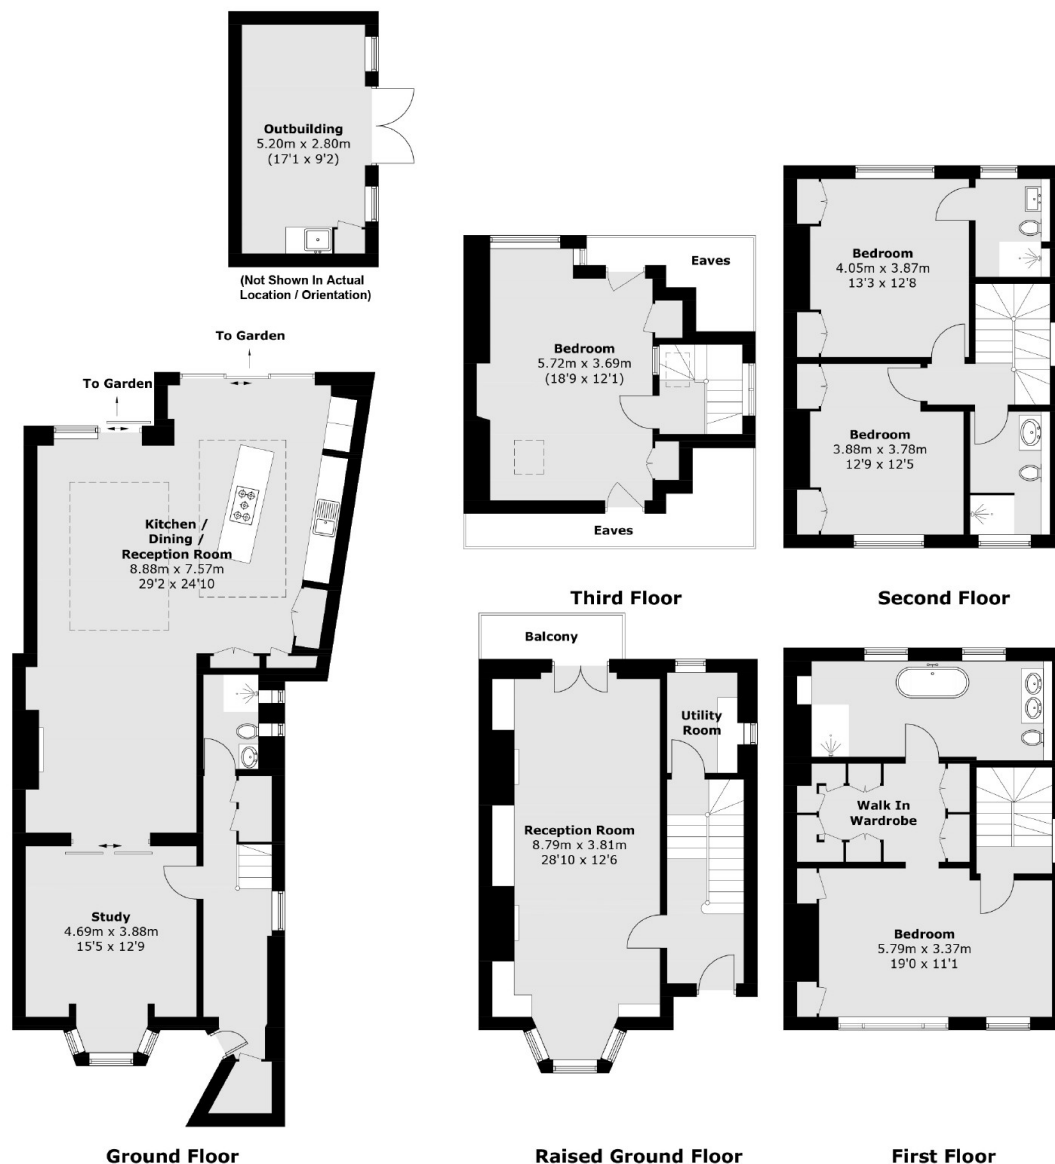 Outbuilding
5.20m x 2.80m
(17'1 x 9'2)
(Not Shown In Actual
Location / Orientation)
To Garden
To Garden
Kitchen /
Dining /
Reception Room
8.88m x 7.57m
29'2 x 24'10
Study
4.69m x 3.88m
15'5 x 12'9
Ground Floor
Eaves
Bedroom
5.72m x 3.69m
(18'9 x 12'1)
Eaves
Third Floor
Bedroom
4.05m x 3.87m
13'3 x 12'8
Bedroom
3.88m x 3.78m
12'9 x 12'5
Second Floor
Balcony
Utility
Room
Reception Room
8.79m x 3.81m
28'10 x 12'6
Raised Ground Floor
Walk In
Wardrobe
Bedroom
5.79m x 3.37m
19'0 x 11'1
First Floor